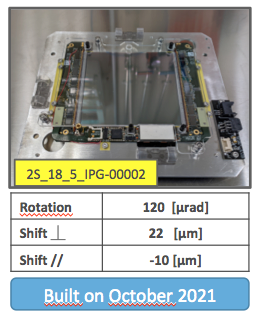 2S_18_5_IPG-00002
Rotation 120 [µrad]
Shift ⊥ 22 [µm]
Shift // -10 [µm]
Built on October 2021